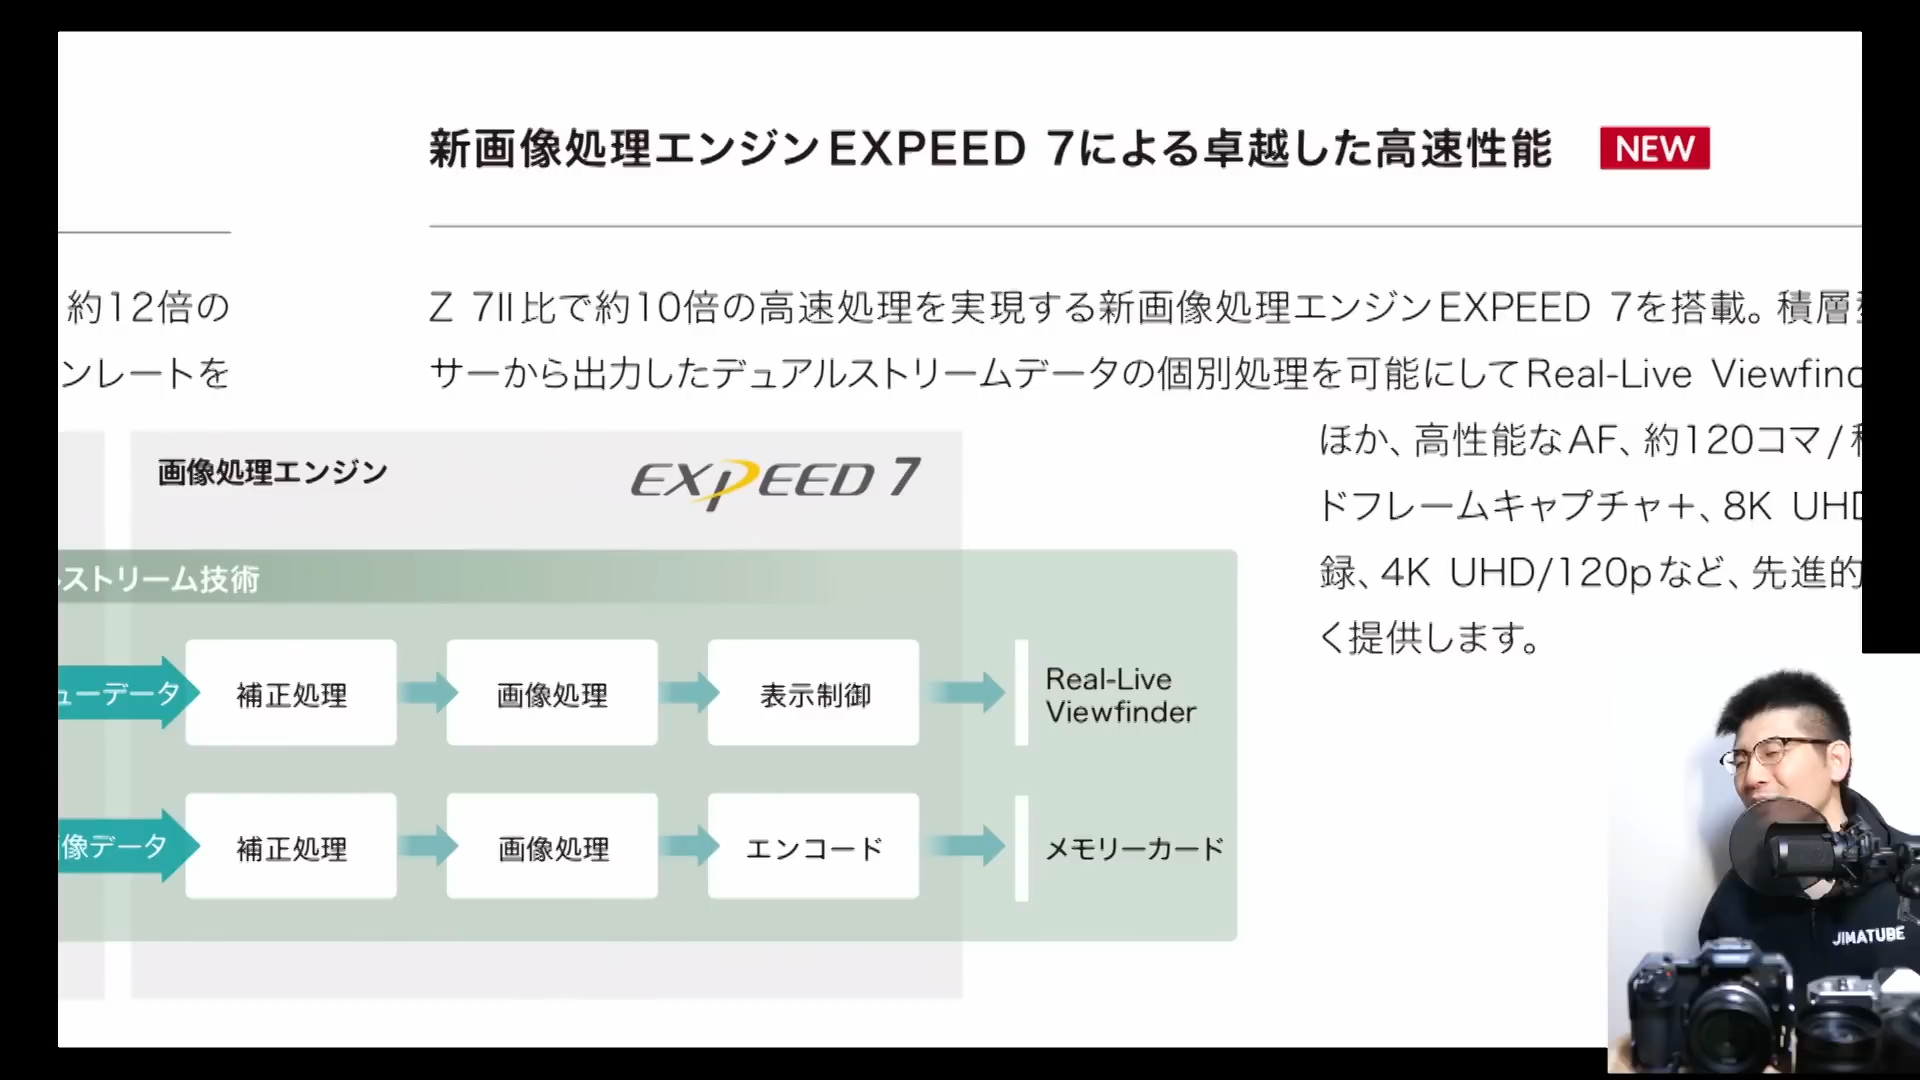 新画像処理エンジンEXPEED 7による卓越した高速性能 NEW
約12倍の
ンレートを
Z 7II比で約10倍の高速処理を実現する新画像処理エンジンEXPEED 7を搭載。積層
サーから出力したデュアルストリームデータの個別処理を可能にしてReal-Live Viewfin
ほか、高性能なAF、約120コマ/
ドフレームキャプチャ+、8K UHD
録、4K UHD/120pなど、先進的
く提供します。
画像処理エンジン EXPEED 7
ストリーム技術
ューデータ 補正処理 画像処理 表示制御 Real-Live
Viewfinder
像データ 補正処理 画像処理 エンコード メモリーカード
JIMATUBE